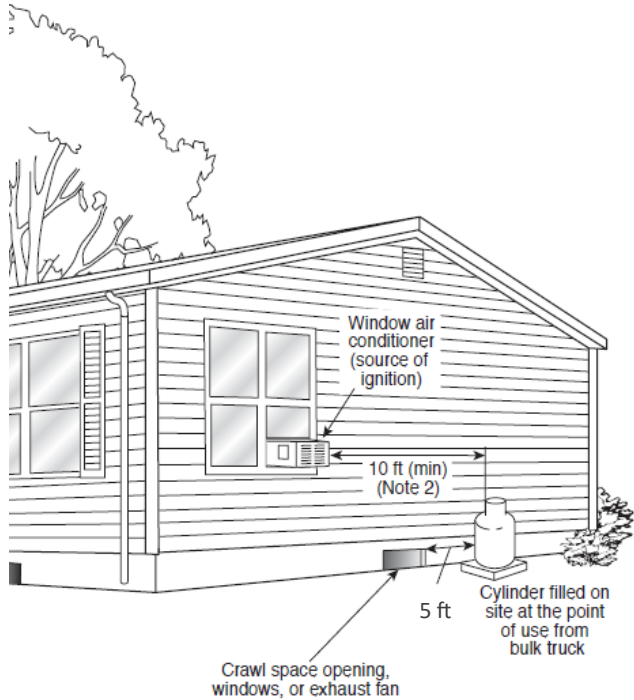 Window air
conditioner
(source of
ignition)
10 ft (min)
(Note 2)
5 ft
Cylinder filled on
site at the point
of use from
bulk truck
Crawl space opening,
windows, or exhaust fan